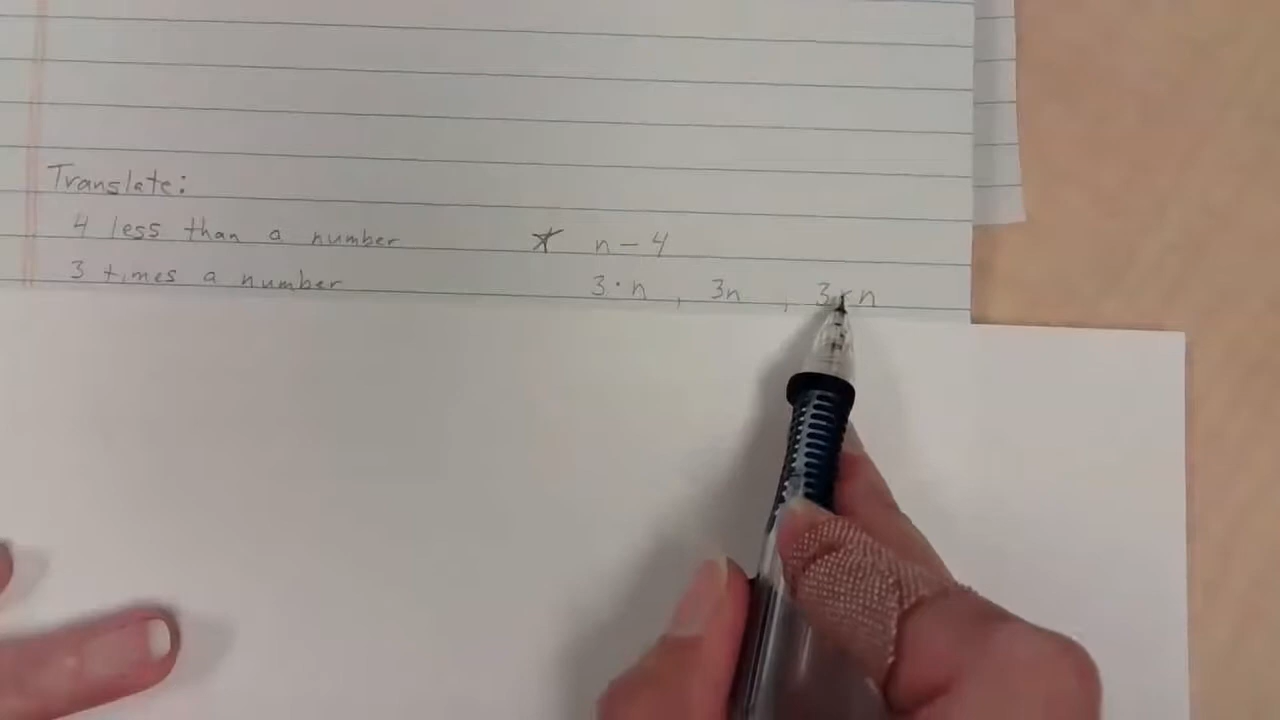 Translate:
4 less than a number ★ n - 4
3 times a number 3 · n , 3n , 3 x n